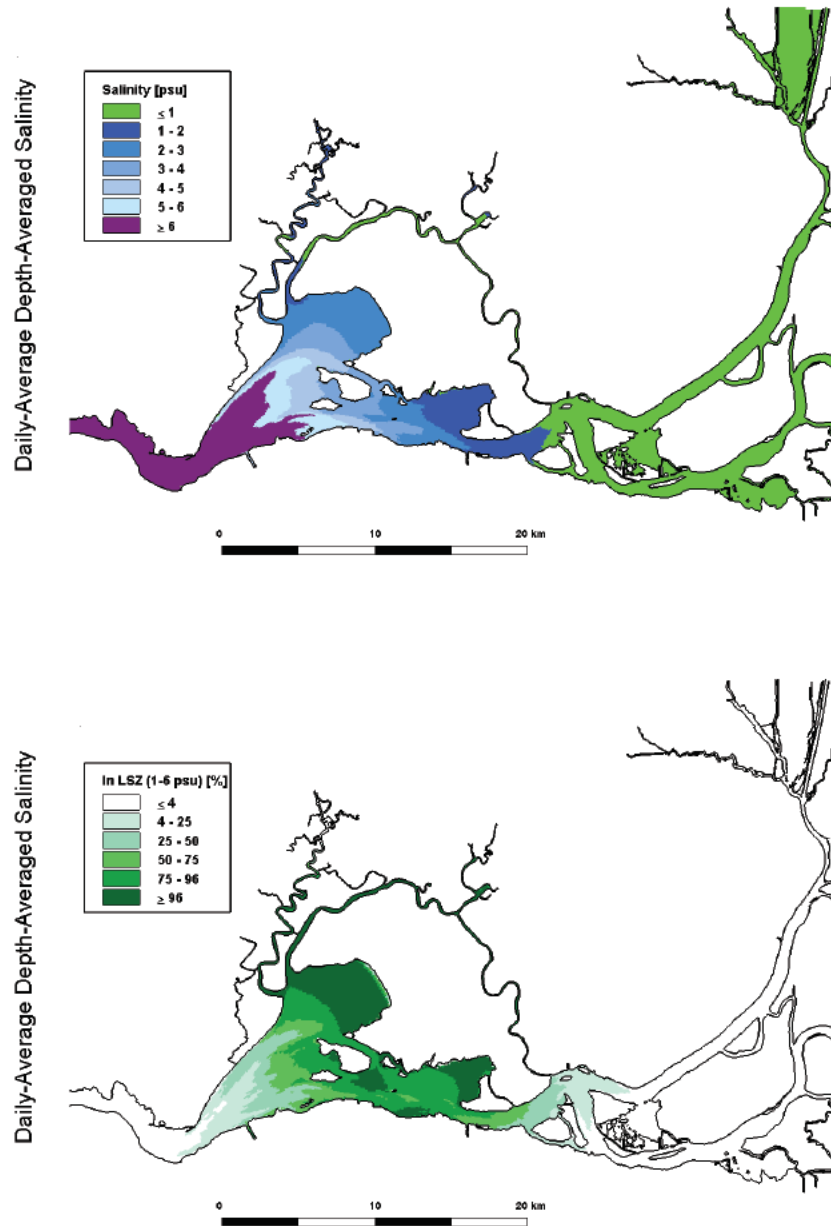 Daily-Average Depth-Averaged Salinity
Salinity [psu]
≤ 1
1 - 2
2 - 3
3 - 4
4 - 5
5 - 6
≥ 6
0 10 20 km
Daily-Average Depth-Averaged Salinity
In LSZ (1-6 psu) [%]
≤ 4
4 - 25
25 - 50
50 - 75
75 - 96
≥ 96
0 10 20 km